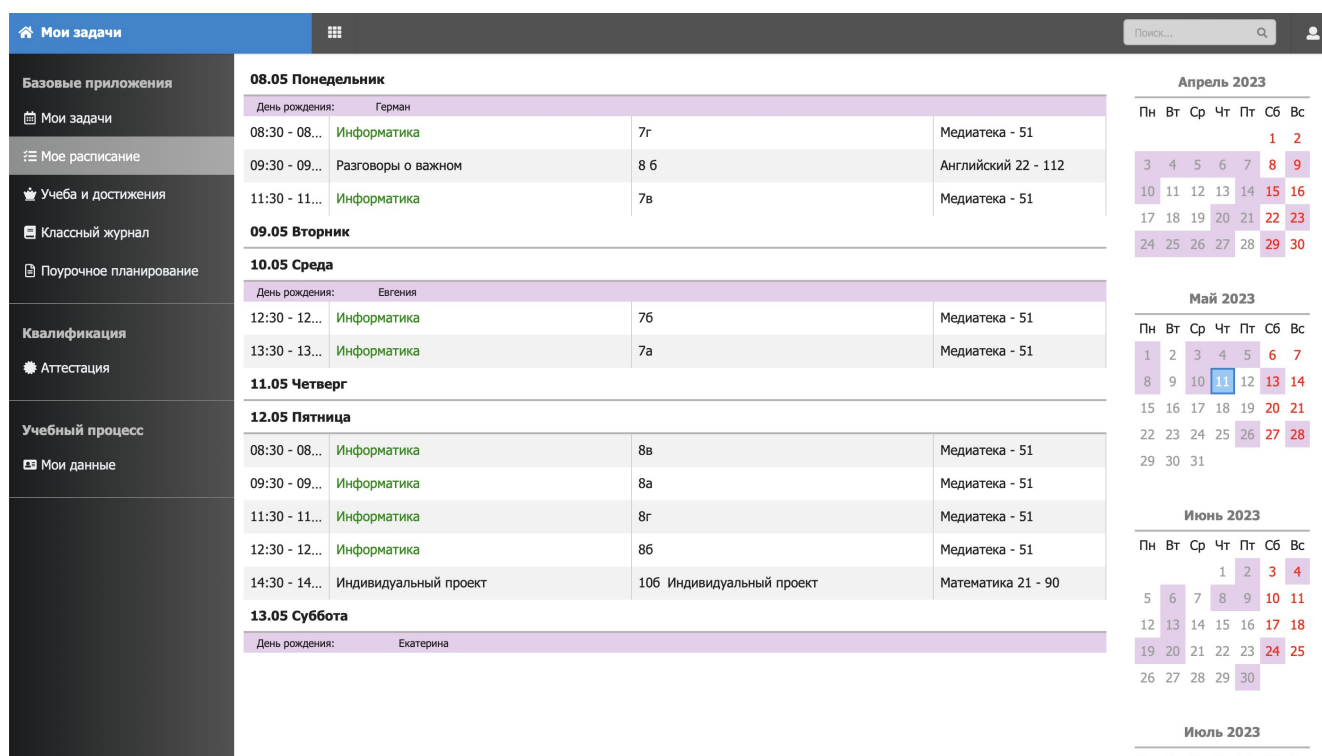 Мои задачи
Поиск...
Базовые приложения
Мои задачи
Мое расписание
Учеба и достижения
Классный журнал
Поурочное планирование
Квалификация
Аттестация
Учебный процесс
Мои данные
08.05 Понедельник
День рождения: Герман
08:30 - 08... Информатика 7г Медиатека - 51
09:30 - 09... Разговоры о важном 8 б Английский 22 - 112
11:30 - 11... Информатика 7в Медиатека - 51
09.05 Вторник
10.05 Среда
День рождения: Евгения
12:30 - 12... Информатика 7б Медиатека - 51
13:30 - 13... Информатика 7а Медиатека - 51
11.05 Четверг
12.05 Пятница
08:30 - 08... Информатика 8в Медиатека - 51
09:30 - 09... Информатика 8а Медиатека - 51
11:30 - 11... Информатика 8г Медиатека - 51
12:30 - 12... Информатика 8б Медиатека - 51
14:30 - 14... Индивидуальный проект 10б Индивидуальный проект Математика 21 - 90
13.05 Суббота
День рождения: Екатерина
Апрель 2023
Пн Вт Ср Чт Пт Сб Вс
1 2
3 4 5 6 7 8 9
10 11 12 13 14 15 16
17 18 19 20 21 22 23
24 25 26 27 28 29 30
Май 2023
Пн Вт Ср Чт Пт Сб Вс
1 2 3 4 5 6 7
8 9 10 11 12 13 14
15 16 17 18 19 20 21
22 23 24 25 26 27 28
29 30 31
Июнь 2023
Пн Вт Ср Чт Пт Сб Вс
1 2 3 4
5 6 7 8 9 10 11
12 13 14 15 16 17 18
19 20 21 22 23 24 25
26 27 28 29 30
Июль 2023